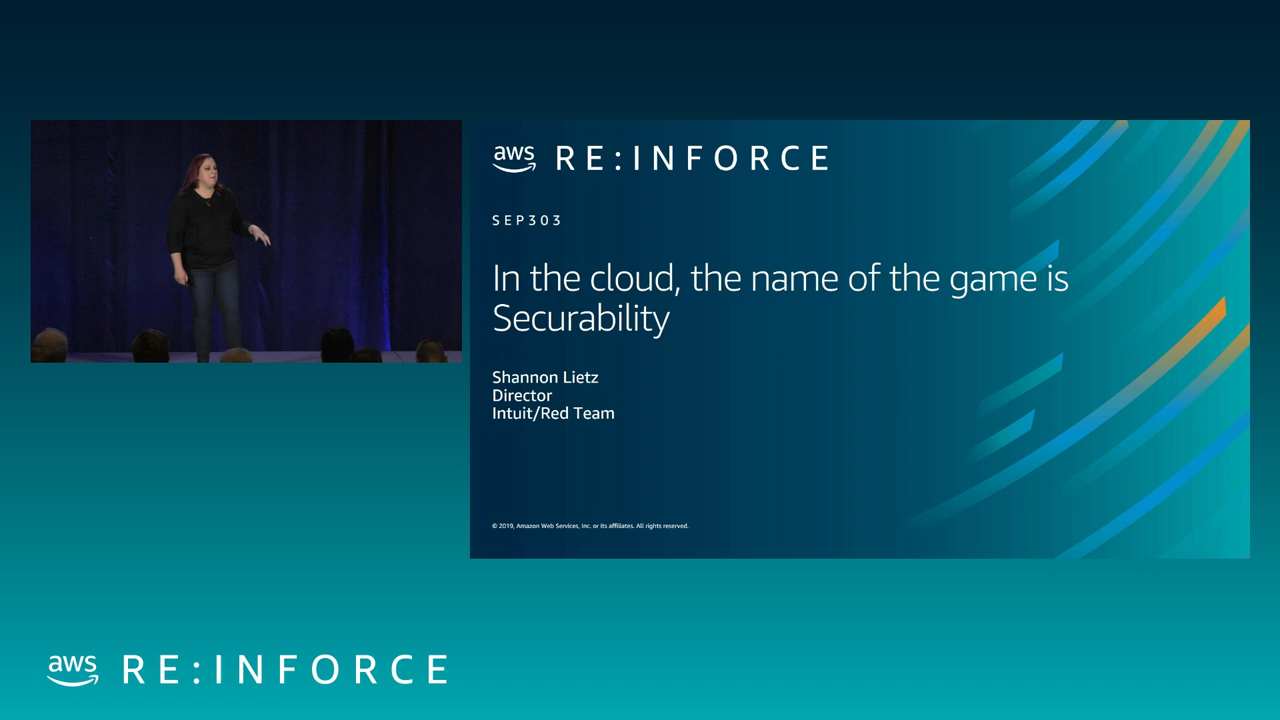 aws RE:INFORCE
SEP303
In the cloud, the name of the game is
Securability
Shannon Lietz
Director
Intuit/Red Team
© 2019, Amazon Web Services, Inc. or its affiliates. All rights reserved.
aws RE:INFORCE